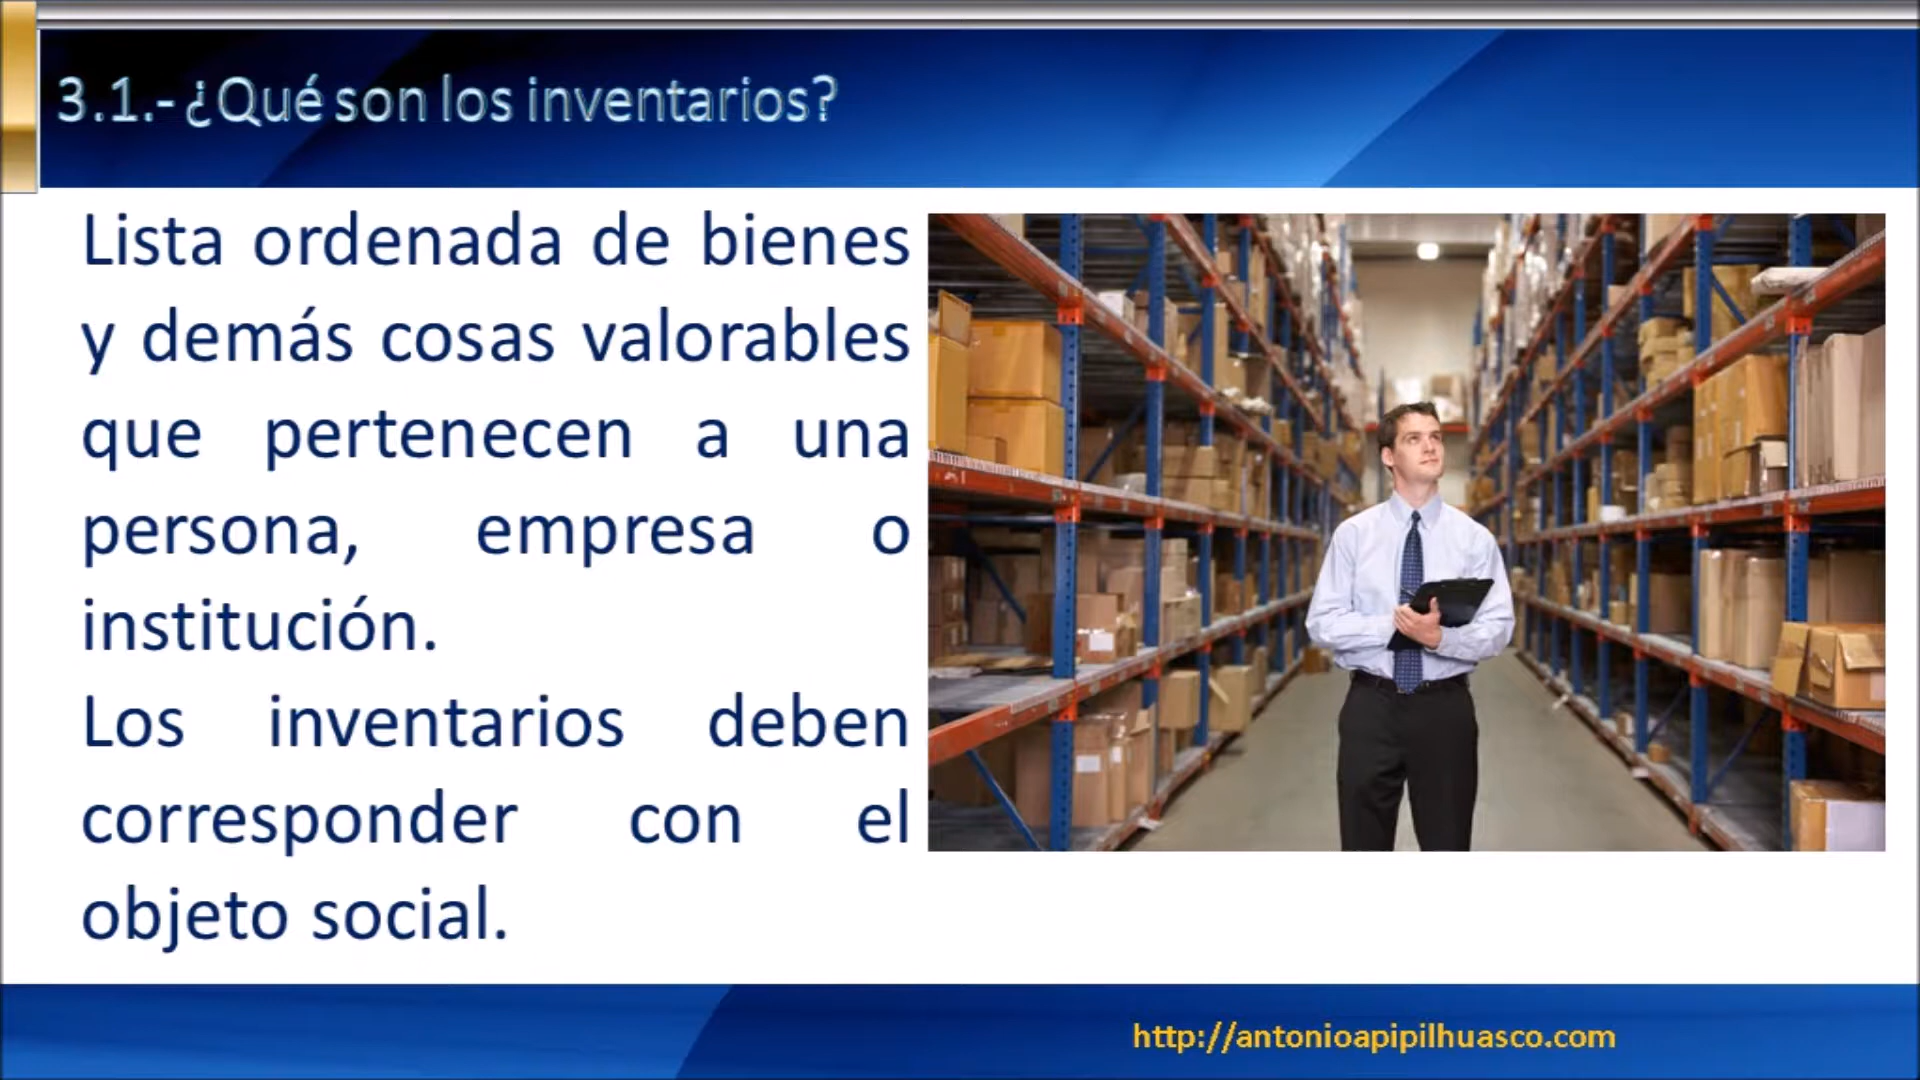 3.1.- ¿Qué son los inventarios?
Lista ordenada de bienes
y demás cosas valorables
que pertenecen a una
persona, empresa o
institución.
Los inventarios deben
corresponder con el
objeto social.
http://antonioapipilhuasco.com